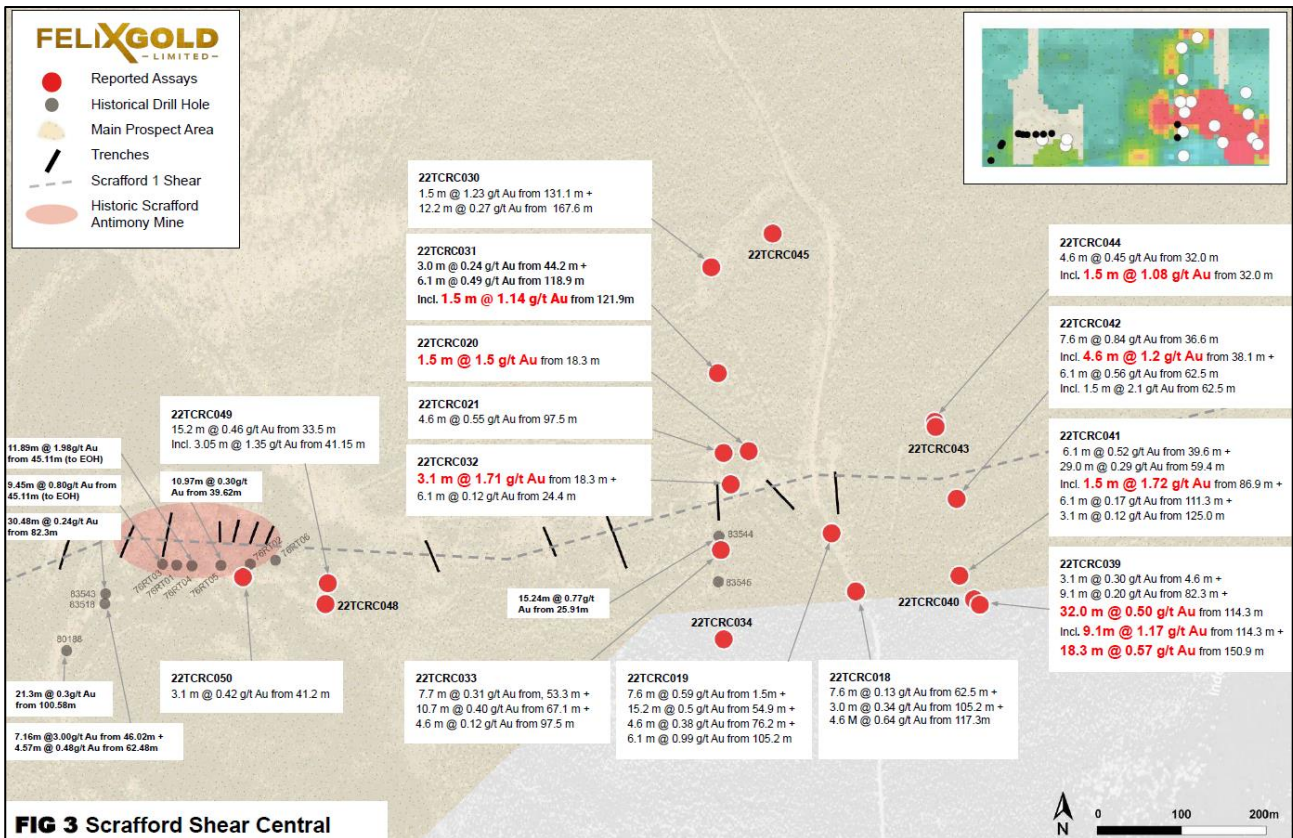 FELIXGOLD
-LIMITED-
Reported Assays
Historical Drill Hole
Main Prospect Area
Trenches
Scrafford 1 Shear
Historic Scrafford
Antimony Mine
22TCRC030
1.5 m @ 1.23 g/t Au from 131.1 m +
12.2 m @ 0.27 g/t Au from 167.6 m
22TCRC045
22TCRC031
3.0 m @ 0.24 g/t Au from 44.2 m +
6.1 m @ 0.49 g/t Au from 118.9 m
Incl. 1.5 m @ 1.14 g/t Au from 121.9m
22TCRC020
1.5 m @ 1.5 g/t Au from 18.3 m
22TCRC021
4.6 m @ 0.55 g/t Au from 97.5 m
22TCRC032
3.1 m @ 1.71 g/t Au from 18.3 m +
6.1 m @ 0.12 g/t Au from 24.4 m
22TCRC044
4.6 m @ 0.45 g/t Au from 32.0 m
Incl. 1.5 m @ 1.08 g/t Au from 32.0 m
22TCRC042
7.6 m @ 0.84 g/t Au from 36.6 m
Incl. 4.6 m @ 1.2 g/t Au from 38.1 m +
6.1 m @ 0.56 g/t Au from 62.5 m
Incl. 1.5 m @ 2.1 g/t Au from 62.5 m
22TCRC043
22TCRC041
6.1 m @ 0.52 g/t Au from 39.6 m +
29.0 m @ 0.29 g/t Au from 59.4 m
Incl. 1.5 m @ 1.72 g/t Au from 86.9 m +
6.1 m @ 0.17 g/t Au from 111.3 m +
3.1 m @ 0.12 g/t Au from 125.0 m
22TCRC039
3.1 m @ 0.30 g/t Au from 4.6 m +
9.1 m @ 0.20 g/t Au from 82.3 m +
32.0 m @ 0.50 g/t Au from 114.3 m
Incl. 9.1m @ 1.17 g/t Au from 114.3 m +
18.3 m @ 0.57 g/t Au from 150.9 m
22TCRC040
22TCRC049
15.2 m @ 0.46 g/t Au from 33.5 m
Incl. 3.05 m @ 1.35 g/t Au from 41.15 m
11.89m @ 1.98g/t Au
from 45.11m (to EOH)
9.45m @ 0.80g/t Au from
45.11m (to EOH)
30.48m @ 0.24g/t Au
from 82.3m
10.97m @ 0.30g/t
Au from 39.62m
76RT03
76RT01
76RT04
76RT05
76RT02
76RT06
83543
83518
80188
22TCRC048
83544
83546
15.24m @ 0.77g/t
Au from 25.91m
22TCRC034
22TCRC050
3.1 m @ 0.42 g/t Au from 41.2 m
21.3m @ 0.3g/t Au
from 100.58m
7.16m @3.00g/t Au from 46.02m +
4.57m @ 0.48g/t Au from 62.48m
22TCRC033
7.7 m @ 0.31 g/t Au from, 53.3 m +
10.7 m @ 0.40 g/t Au from 67.1 m +
4.6 m @ 0.12 g/t Au from 97.5 m
22TCRC019
7.6 m @ 0.59 g/t Au from 1.5m +
15.2 m @ 0.5 g/t Au from 54.9 m +
4.6 m @ 0.38 g/t Au from 76.2 m +
6.1 m @ 0.99 g/t Au from 105.2 m
22TCRC018
7.6 m @ 0.13 g/t Au from 62.5 m +
3.0 m @ 0.34 g/t Au from 105.2 m +
4.6 M @ 0.64 g/t Au from 117.3m
FIG 3 Scrafford Shear Central
N
0 100 200m